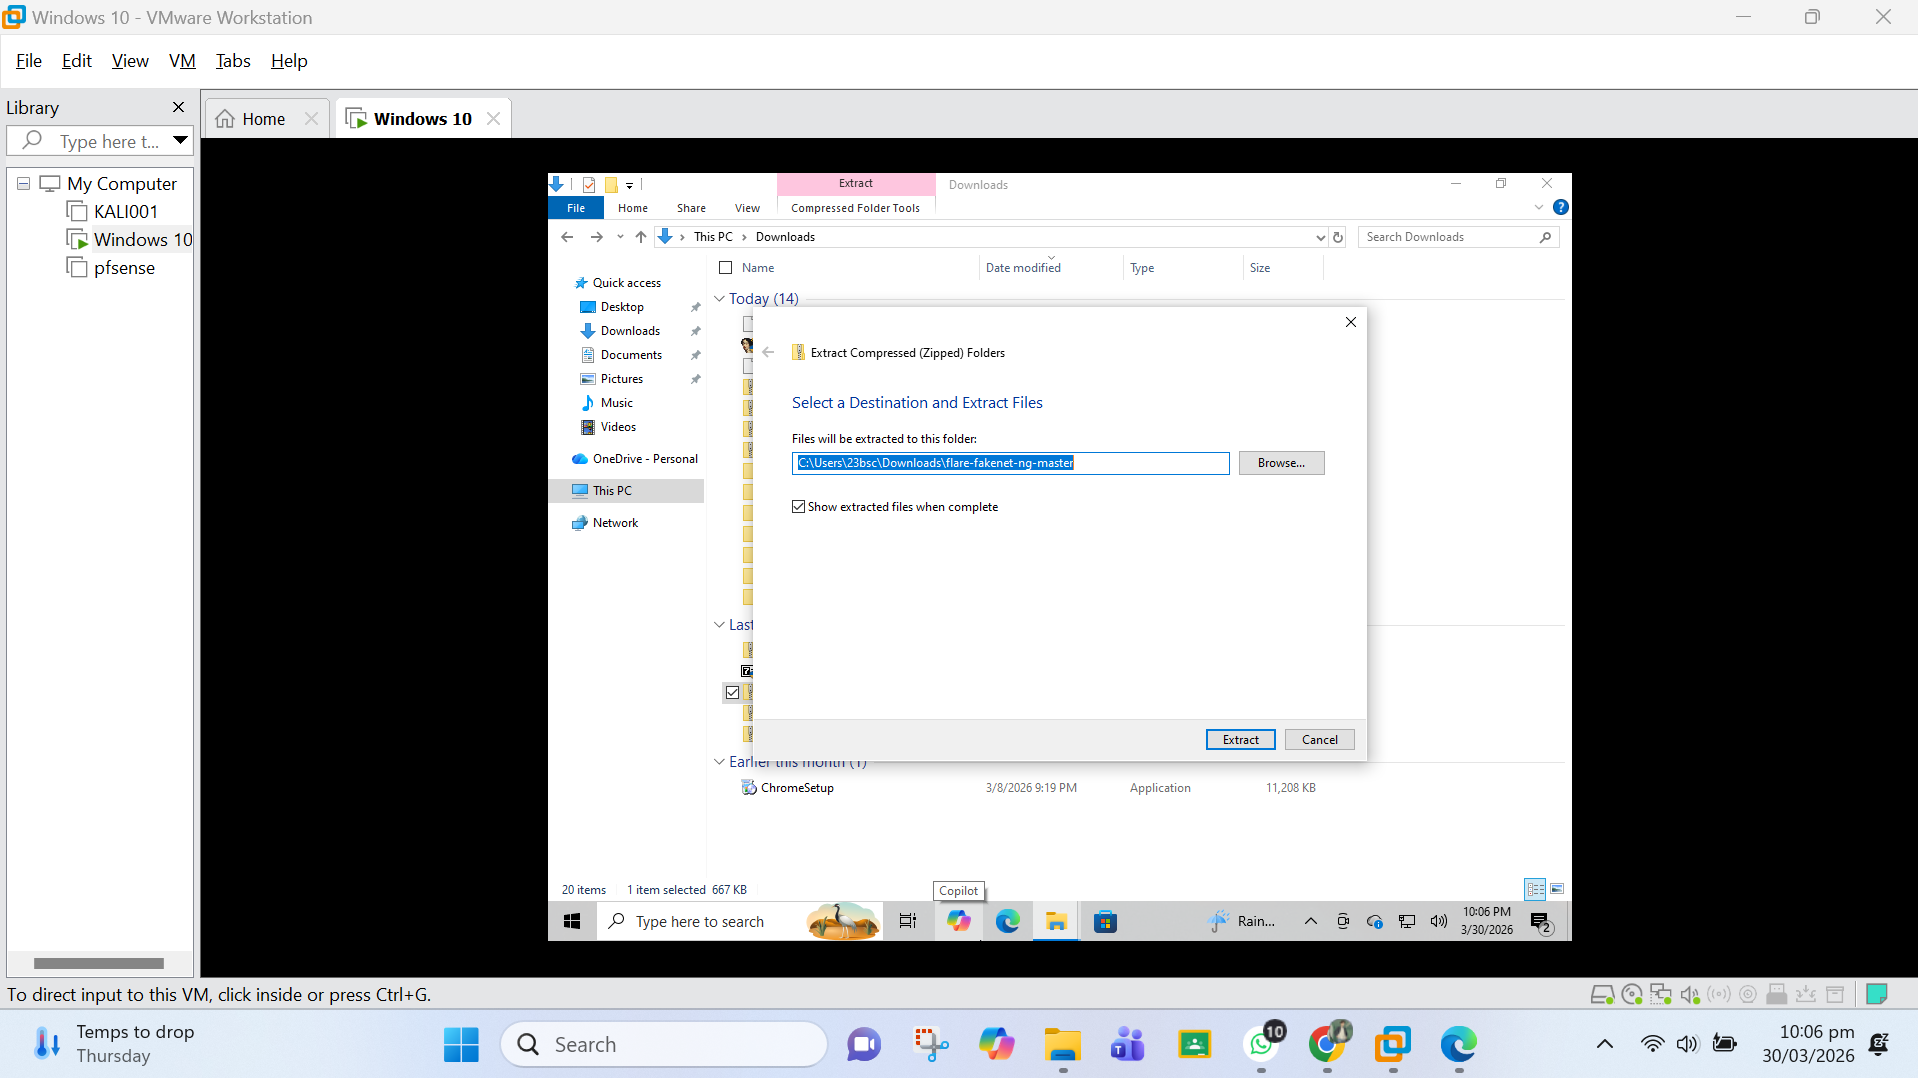 Windows 10 - VMware Workstation
File Edit View VM Tabs Help
Library
Type here t...
My Computer
KALI001
Windows 10
pfsense
Home
Windows 10
Extract
Downloads
File
Home
Share
View
Compressed Folder Tools
This PC
Downloads
Search Downloads
Name
Date modified
Type
Size
Quick access
Desktop
Downloads
Documents
Pictures
Music
Videos
OneDrive - Personal
This PC
Network
Today (14)
Extract Compressed (Zipped) Folders
Select a Destination and Extract Files
Files will be extracted to this folder:
C:\Users\23bsc\Downloads\flare-fakenet-ng-master
Browse...
Show extracted files when complete
Extract
Cancel
Last
Earlier this month (1)
ChromeSetup
3/8/2026 9:19 PM
Application
11,208 KB
20 items
1 item selected 667 KB
Copilot
Type here to search
Rain...
10:06 PM
3/30/2026
2
To direct input to this VM, click inside or press Ctrl+G.
Temps to drop
Thursday
Search
10
10:06 pm
30/03/2026